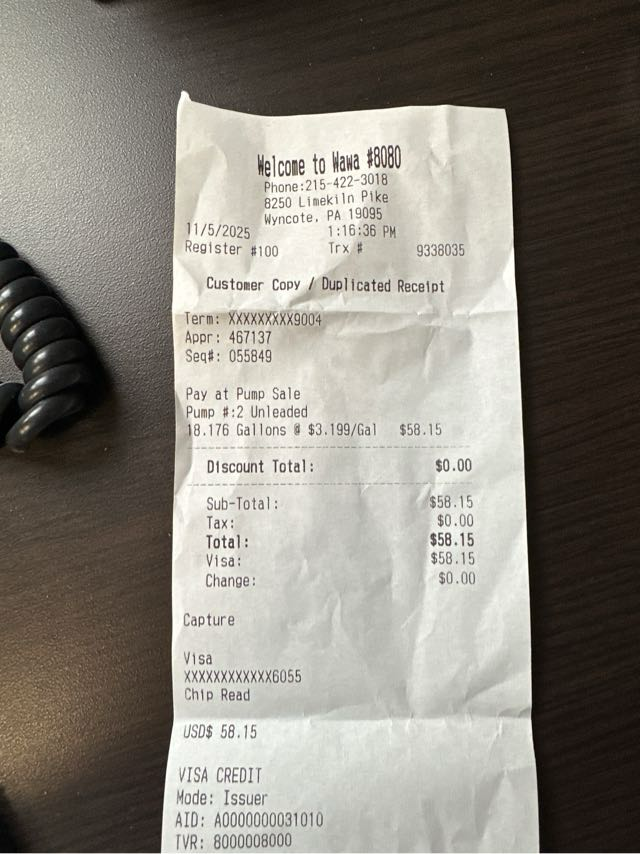 Welcome to Wawa #8080
Phone:215-422-3018
8250 Limekiln Pike
Wyncote, PA 19095
11/5/2025 1:16:36 PM
Register #100 Trx # 9338035
Customer Copy / Duplicated Receipt
Term: XXXXXXXXX9004
Appr: 467137
Seq#: 055849
Pay at Pump Sale
Pump #:2 Unleaded
18.176 Gallons @ $3.199/Gal $58.15
Discount Total: $0.00
Sub-Total: $58.15
Tax: $0.00
Total: $58.15
Visa: $58.15
Change: $0.00
Capture
Visa
XXXXXXXXXXXX6055
Chip Read
USD$ 58.15
VISA CREDIT
Mode: Issuer
AID: A0000000031010
TVR: 8000008000